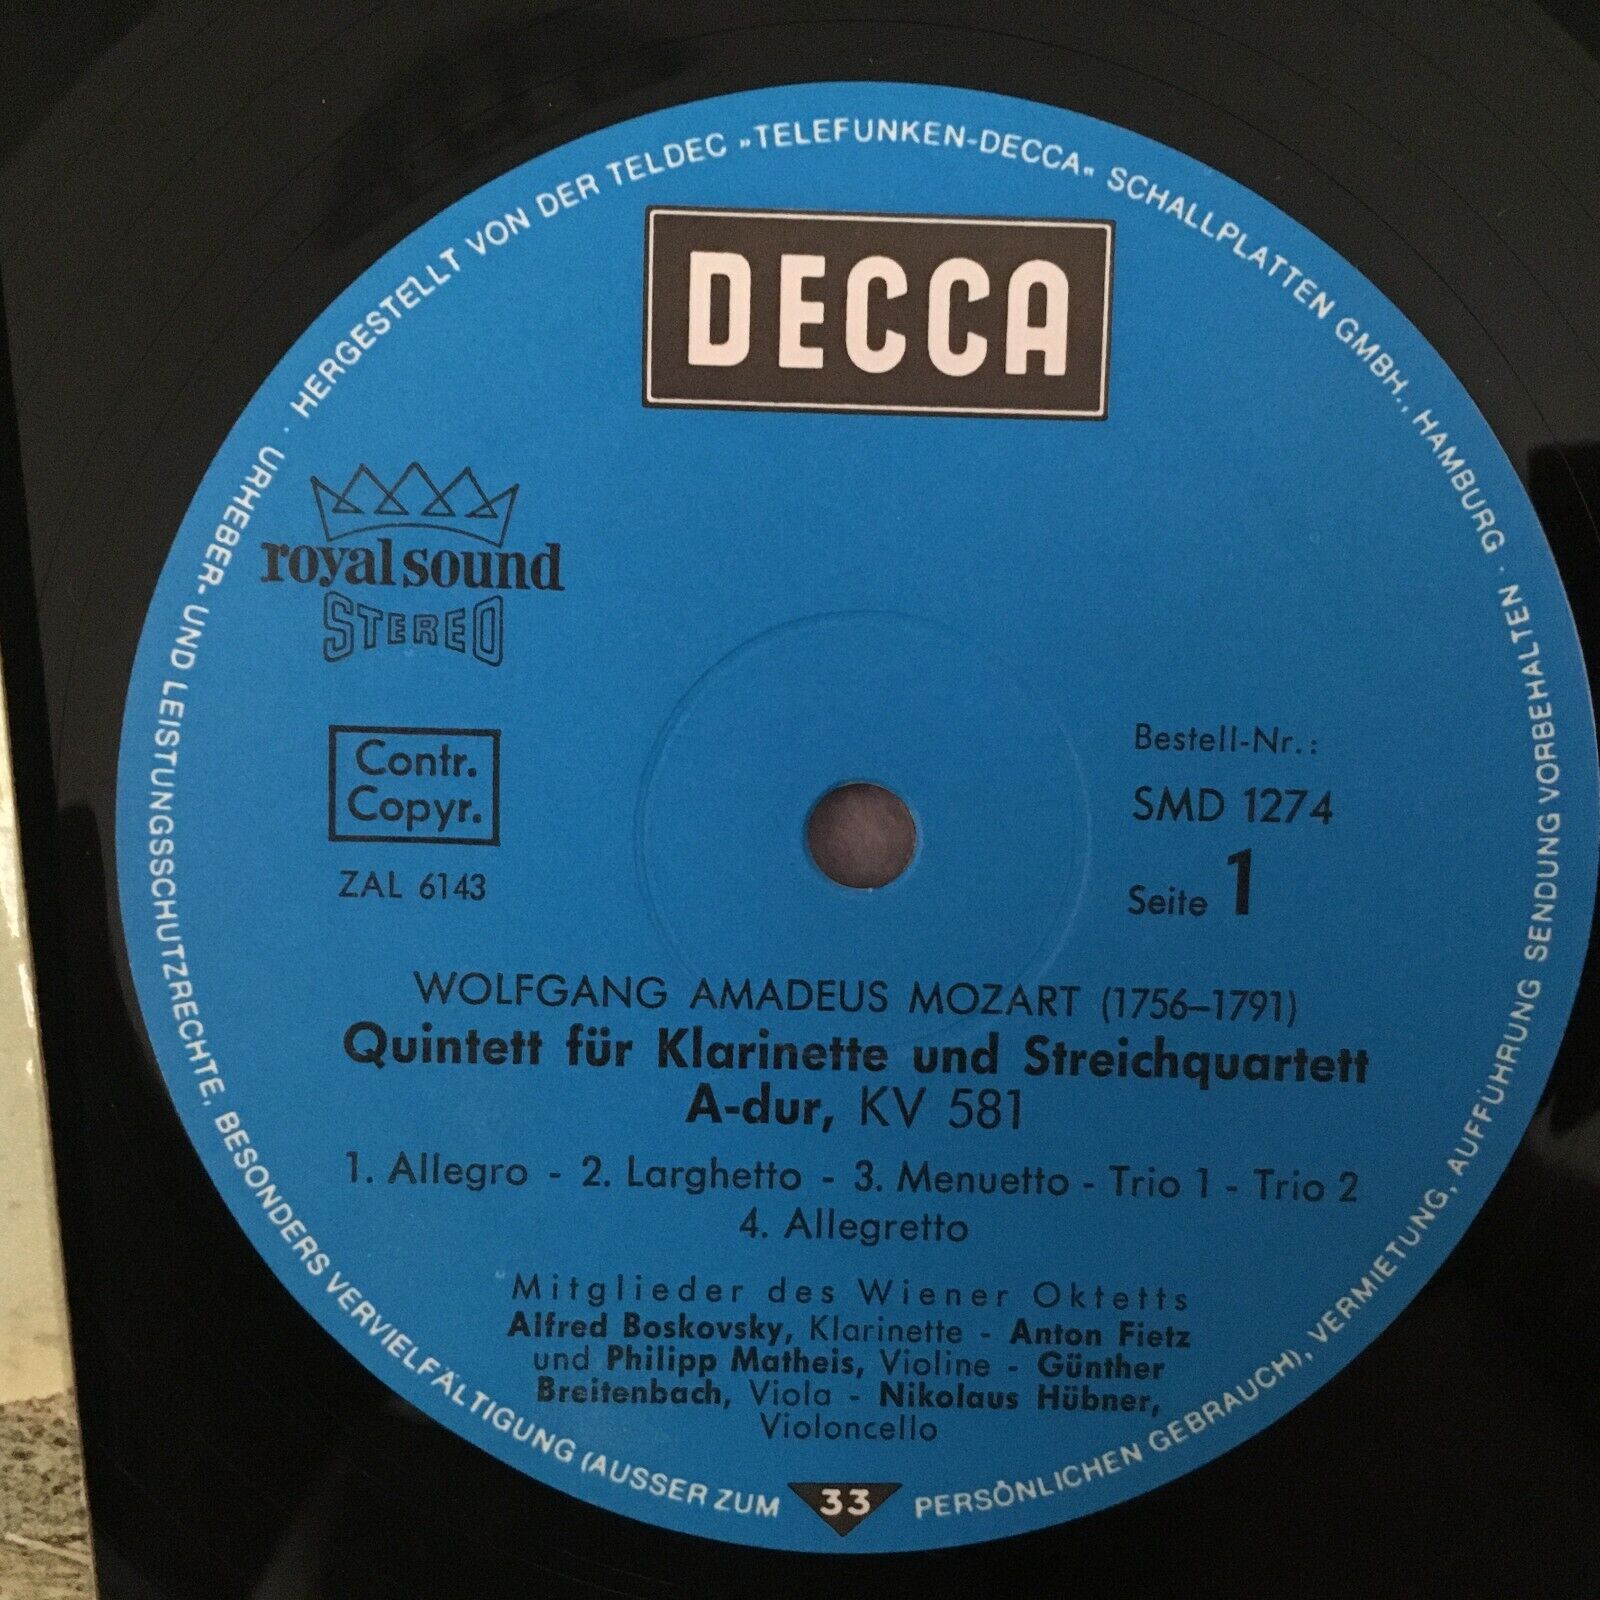 HERGESTELLT VON DER TELDEC »TELEFUNKEN-DECCA« SCHALLPLATTEN GMBH., HAMBURG ·
URHEBER- UND LEISTUNGSSCHUTZRECHTE, BESONDERS VERVIELFÄLTIGUNG (AUSSER ZUM PERSÖNLICHEN GEBRAUCH), VERMIETUNG, AUFFÜHRUNG SENDUNG VORBEHALTEN ·
DECCA
royal sound
STEREO
Contr.
Copyr.
ZAL 6143
Bestell-Nr.:
SMD 1274
Seite 1
WOLFGANG AMADEUS MOZART (1756–1791)
Quintett für Klarinette und Streichquartett
A-dur, KV 581
1. Allegro - 2. Larghetto - 3. Menuetto - Trio 1 - Trio 2
4. Allegretto
Mitglieder des Wiener Oktetts
Alfred Boskovsky, Klarinette - Anton Fietz
und Philipp Matheis, Violine - Günther
Breitenbach, Viola - Nikolaus Hübner,
Violoncello
33